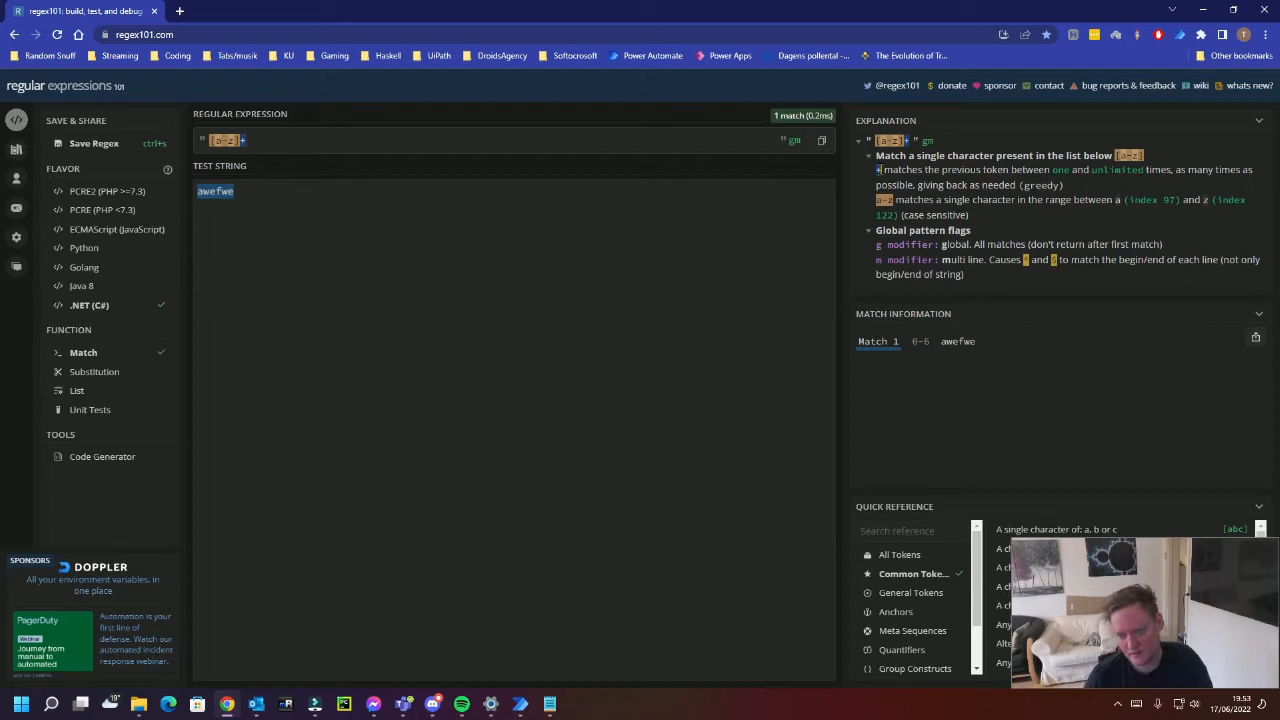 regex101: build, test, and debug
regex101.com
Random Stuff Streaming Coding Tabs/musik KU Gaming Haskell UiPath DroidsAgency Softocrosoft Power Automate Power Apps Dagens pollental -... The Evolution of Tr... Other bookmarks
regular expressions 101
@regex101 $ donate sponsor contact bug reports & feedback wiki whats new?
SAVE & SHARE
Save Regex ctrl+s
FLAVOR
</> PCRE2 (PHP >=7.3)
</> PCRE (PHP <7.3)
</> ECMAScript (JavaScript)
</> Python
</> Golang
</> Java 8
</> .NET (C#)
FUNCTION
Match
Substitution
List
Unit Tests
TOOLS
Code Generator
SPONSORS
DOPPLER
All your environment variables, in
one place
PagerDuty
Webinar
Journey from
manual to
automated
Automation is your
first line of
defense. Watch our
automated incident
response webinar.
REGULAR EXPRESSION
1 match (0.2ms)
" [a-z]+ " gm
TEST STRING
awefwe
EXPLANATION
" [a-z]+ " gm
Match a single character present in the list below [a-z]
+ matches the previous token between one and unlimited times, as many times as
possible, giving back as needed (greedy)
a-z matches a single character in the range between a (index 97) and z (index
122) (case sensitive)
Global pattern flags
g modifier: global. All matches (don't return after first match)
m modifier: multi line. Causes ^ and $ to match the begin/end of each line (not only
begin/end of string)
MATCH INFORMATION
Match 1 0-6 awefwe
QUICK REFERENCE
Search reference
All Tokens
Common Toke...
General Tokens
Anchors
Meta Sequences
Quantifiers
Group Constructs
A single character of: a, b or c [abc]
A ch
A ch
A ch
A ch
Any
Alte
Any
19°
19.53
17/06/2022